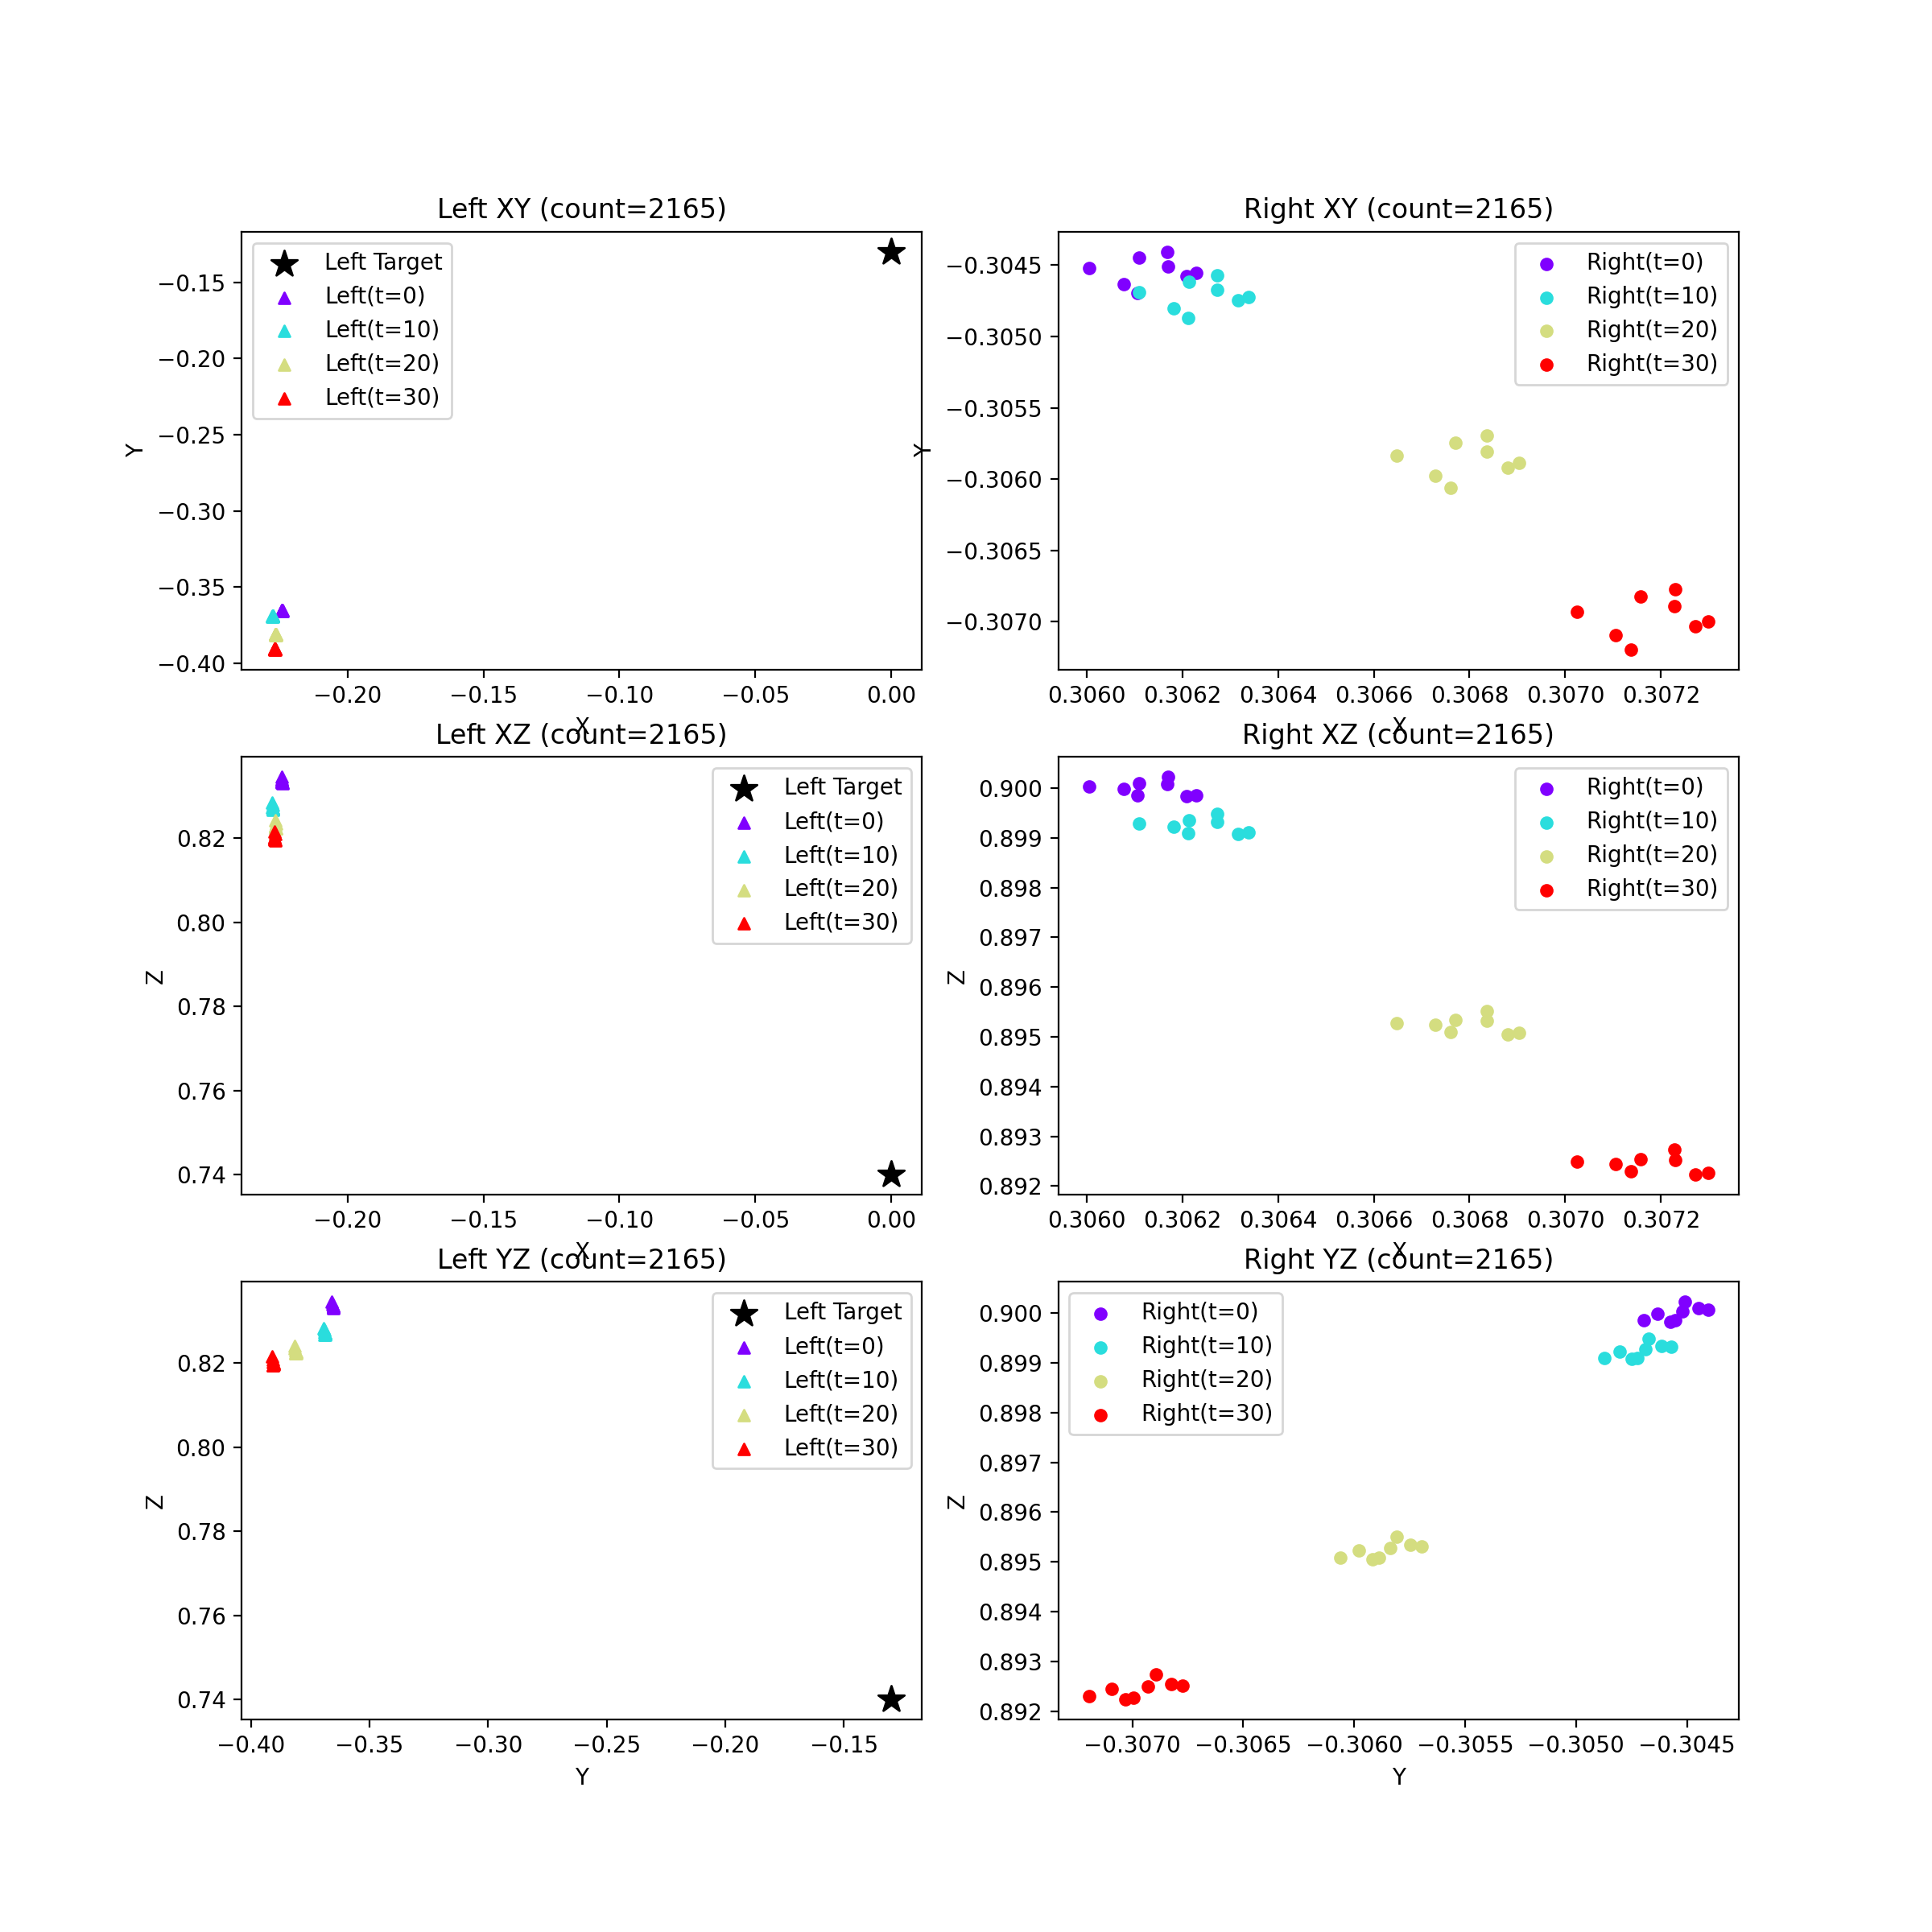 Left XY (count=2165)
Left Target
Left(t=0)
Left(t=10)
Left(t=20)
Left(t=30)
−0.15
−0.20
−0.25
−0.30
−0.35
−0.40
Y
−0.20
−0.15
−0.10
−0.05
0.00
X
Right XY (count=2165)
Right(t=0)
Right(t=10)
Right(t=20)
Right(t=30)
−0.3045
−0.3050
−0.3055
−0.3060
−0.3065
−0.3070
Y
0.3060
0.3062
0.3064
0.3066
0.3068
0.3070
0.3072
X
Left XZ (count=2165)
Left Target
Left(t=0)
Left(t=10)
Left(t=20)
Left(t=30)
0.82
0.80
0.78
0.76
0.74
Z
−0.20
−0.15
−0.10
−0.05
0.00
X
Right XZ (count=2165)
Right(t=0)
Right(t=10)
Right(t=20)
Right(t=30)
0.900
0.899
0.898
0.897
0.896
0.895
0.894
0.893
0.892
Z
0.3060
0.3062
0.3064
0.3066
0.3068
0.3070
0.3072
X
Left YZ (count=2165)
Left Target
Left(t=0)
Left(t=10)
Left(t=20)
Left(t=30)
0.82
0.80
0.78
0.76
0.74
Z
−0.40
−0.35
−0.30
−0.25
−0.20
−0.15
Y
Right YZ (count=2165)
Right(t=0)
Right(t=10)
Right(t=20)
Right(t=30)
0.900
0.899
0.898
0.897
0.896
0.895
0.894
0.893
0.892
Z
−0.3070
−0.3065
−0.3060
−0.3055
−0.3050
−0.3045
Y